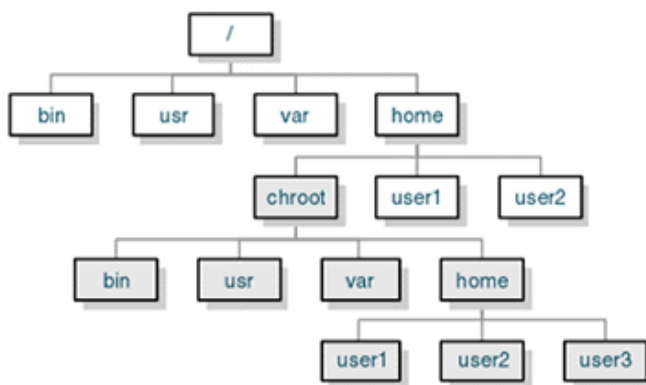 /
bin usr var home
chroot user1 user2
bin usr var home
user1 user2 user3